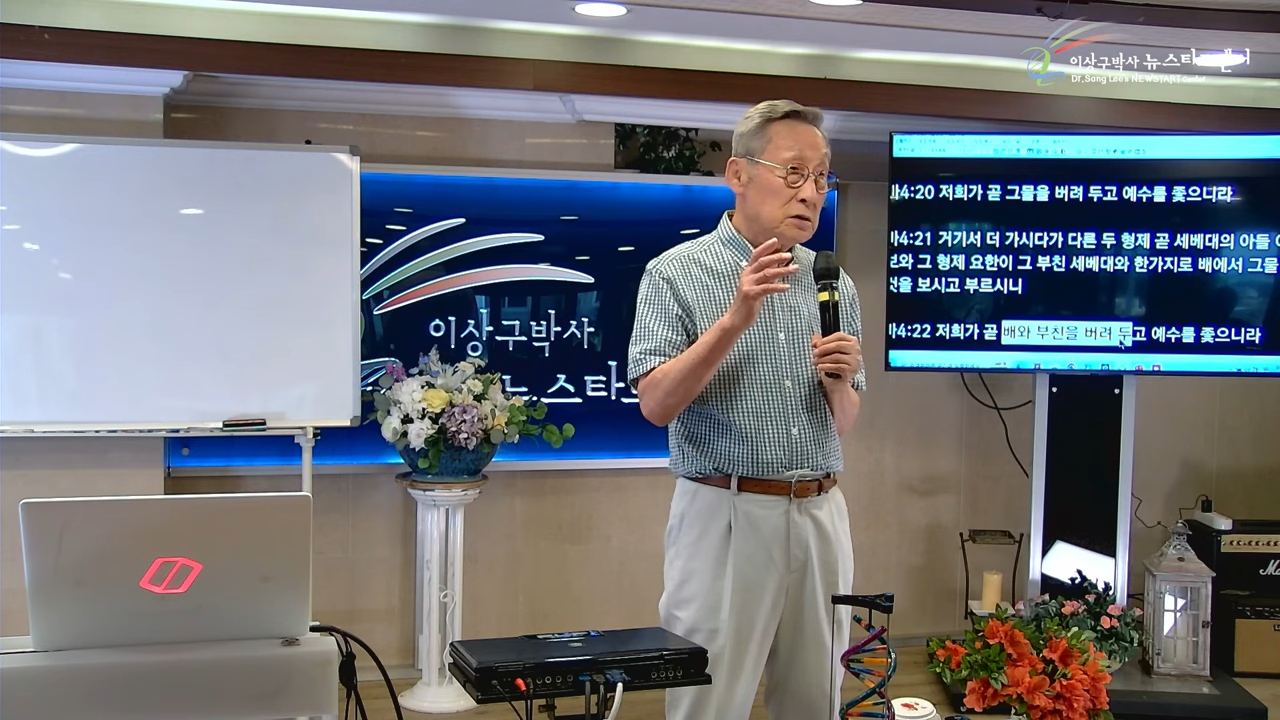 이상구박사 뉴스타트센터
Dr.Sang Lee's NEWSTART Center
이상구박사
뉴스타트
4:20 저희가 곧 그물을 버려 두고 예수를 좇으니라
4:21 거기서 더 가시다가 다른 두 형제 곧 세베대의 아들
그 형제 요한이 그 부친 세베대와 한가지로 배에서 그물
것을 보시고 부르시니
4:22 저희가 곧 배와 부친을 버려 두고 예수를 좇으니라